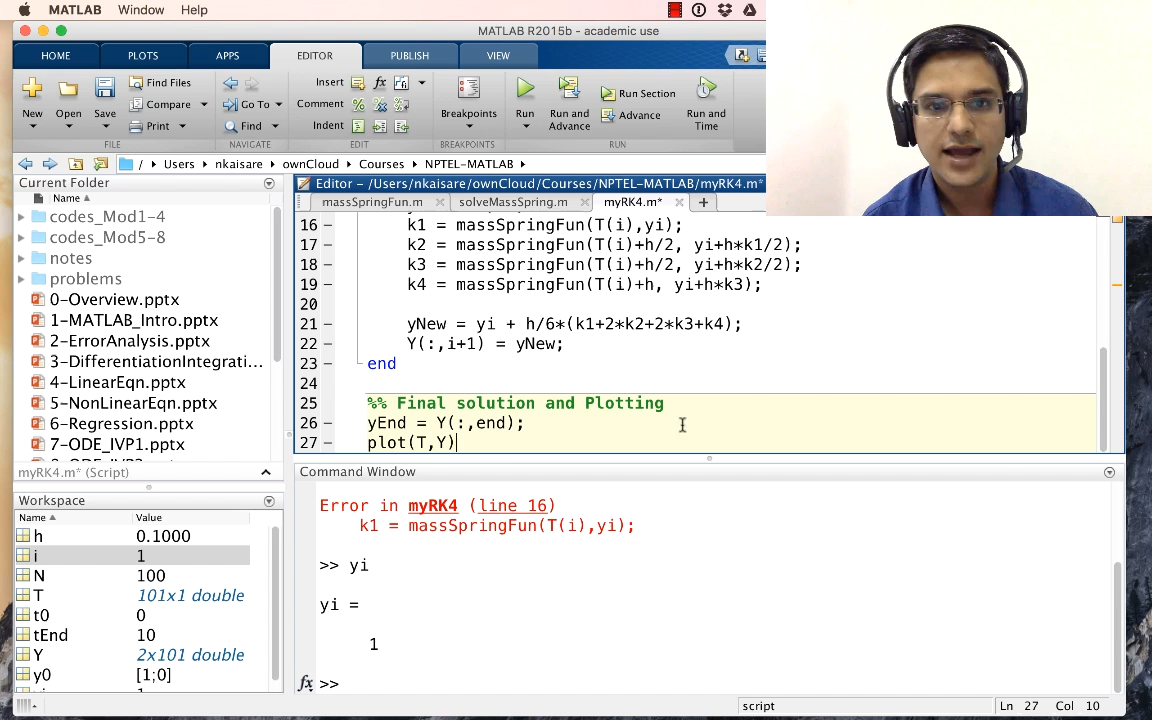 MATLAB Window Help
MATLAB R2015b - academic use
HOME PLOTS APPS EDITOR PUBLISH VIEW
New Open Save Find Files Compare Print
Go To Find
Insert fx Comment Indent
Breakpoints
Run Run and Advance Run Section Advance Run and Time
FILE NAVIGATE EDIT BREAKPOINTS RUN
/ Users nkaisare ownCloud Courses NPTEL-MATLAB
Current Folder
Name
codes_Mod1-4
codes_Mod5-8
notes
problems
0-Overview.pptx
1-MATLAB_Intro.pptx
2-ErrorAnalysis.pptx
3-DifferentiationIntegrati...
4-LinearEqn.pptx
5-NonLinearEqn.pptx
6-Regression.pptx
7-ODE_IVP1.pptx
myRK4.m* (Script)
Workspace
Name Value
h 0.1000
i 1
N 100
T 101x1 double
t0 0
tEnd 10
Y 2x101 double
y0 [1;0]
Editor - /Users/nkaisare/ownCloud/Courses/NPTEL-MATLAB/myRK4.m*
massSpringFun.m solveMassSpring.m myRK4.m*
16 k1 = massSpringFun(T(i),yi);
17 k2 = massSpringFun(T(i)+h/2, yi+h*k1/2);
18 k3 = massSpringFun(T(i)+h/2, yi+h*k2/2);
19 k4 = massSpringFun(T(i)+h, yi+h*k3);
20
21 yNew = yi + h/6*(k1+2*k2+2*k3+k4);
22 Y(:,i+1) = yNew;
23 end
24
25 %% Final solution and Plotting
26 yEnd = Y(:,end);
27 plot(T,Y)
Command Window
Error in myRK4 (line 16)
k1 = massSpringFun(T(i),yi);
>> yi
yi =
1
fx >>
script Ln 27 Col 10